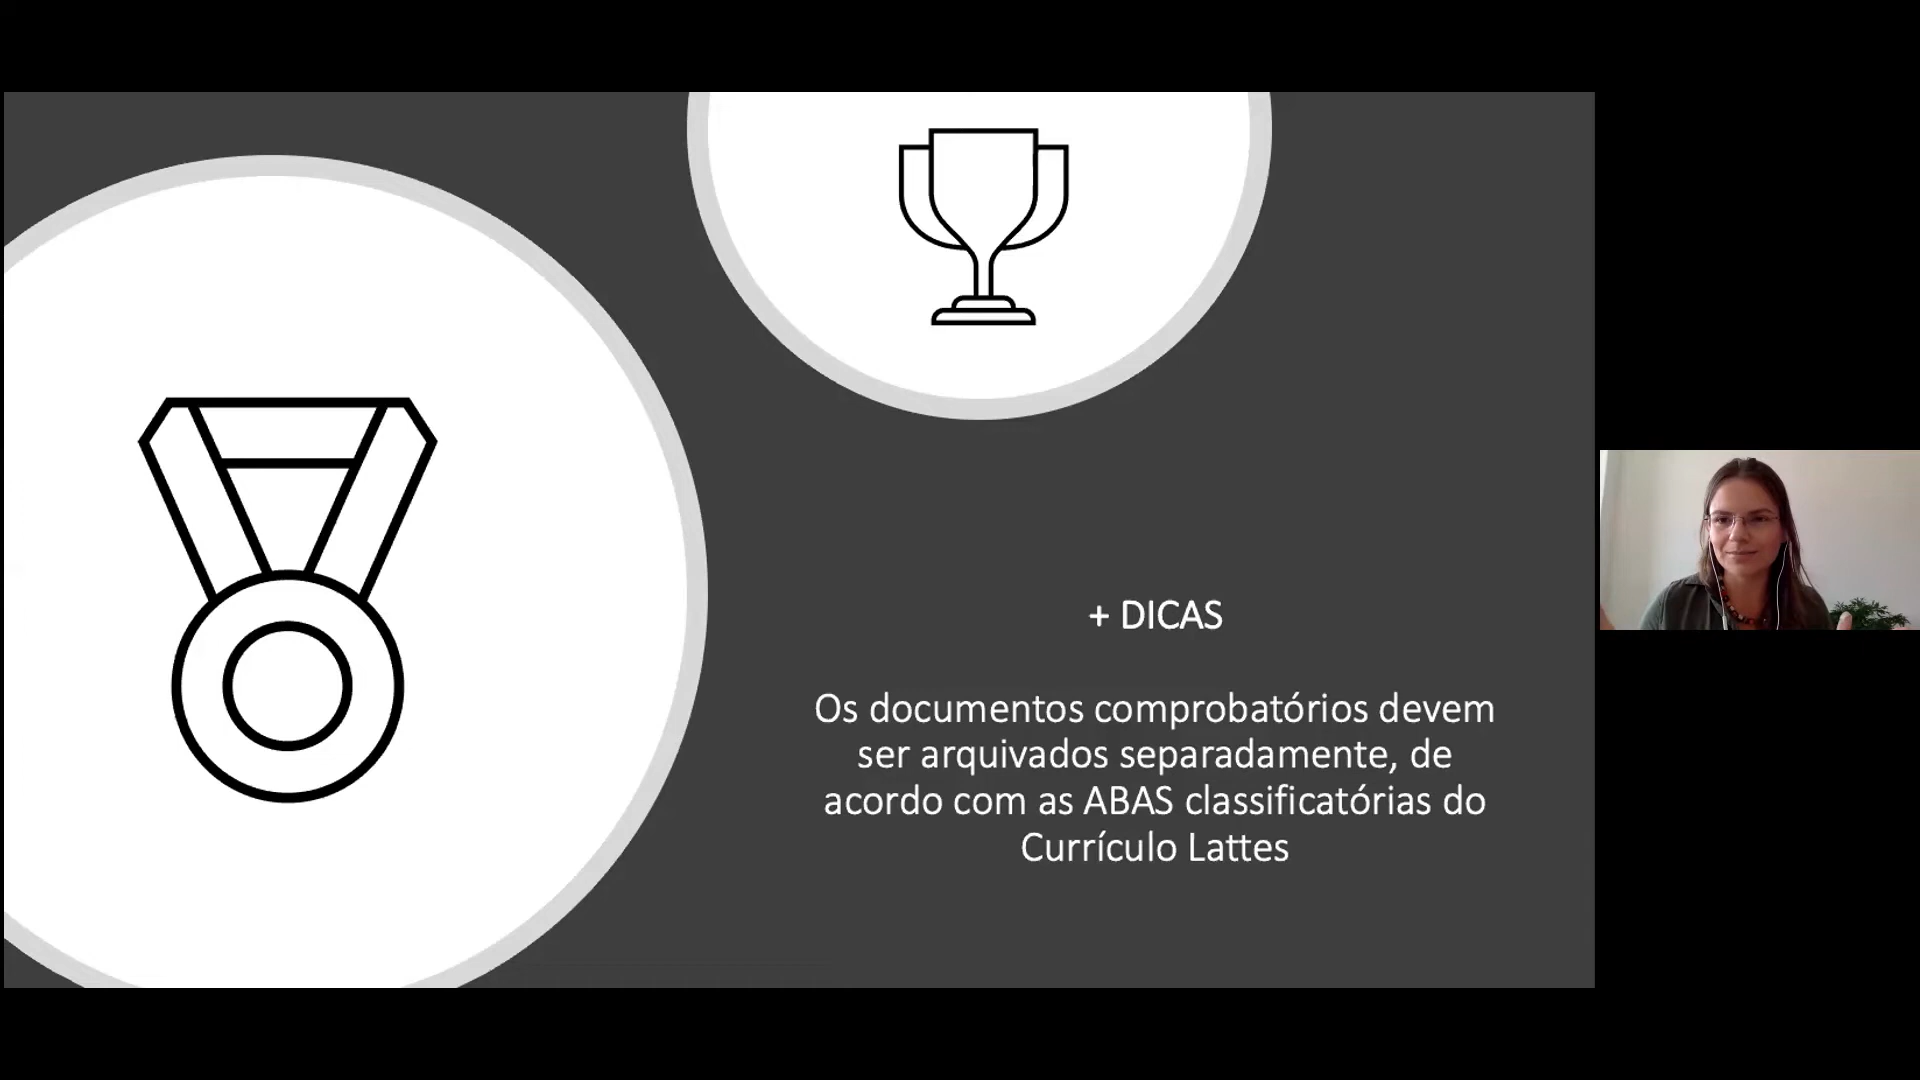 + DICAS
Os documentos comprobatórios devem
ser arquivados separadamente, de
acordo com as ABAS classificatórias do
Currículo Lattes